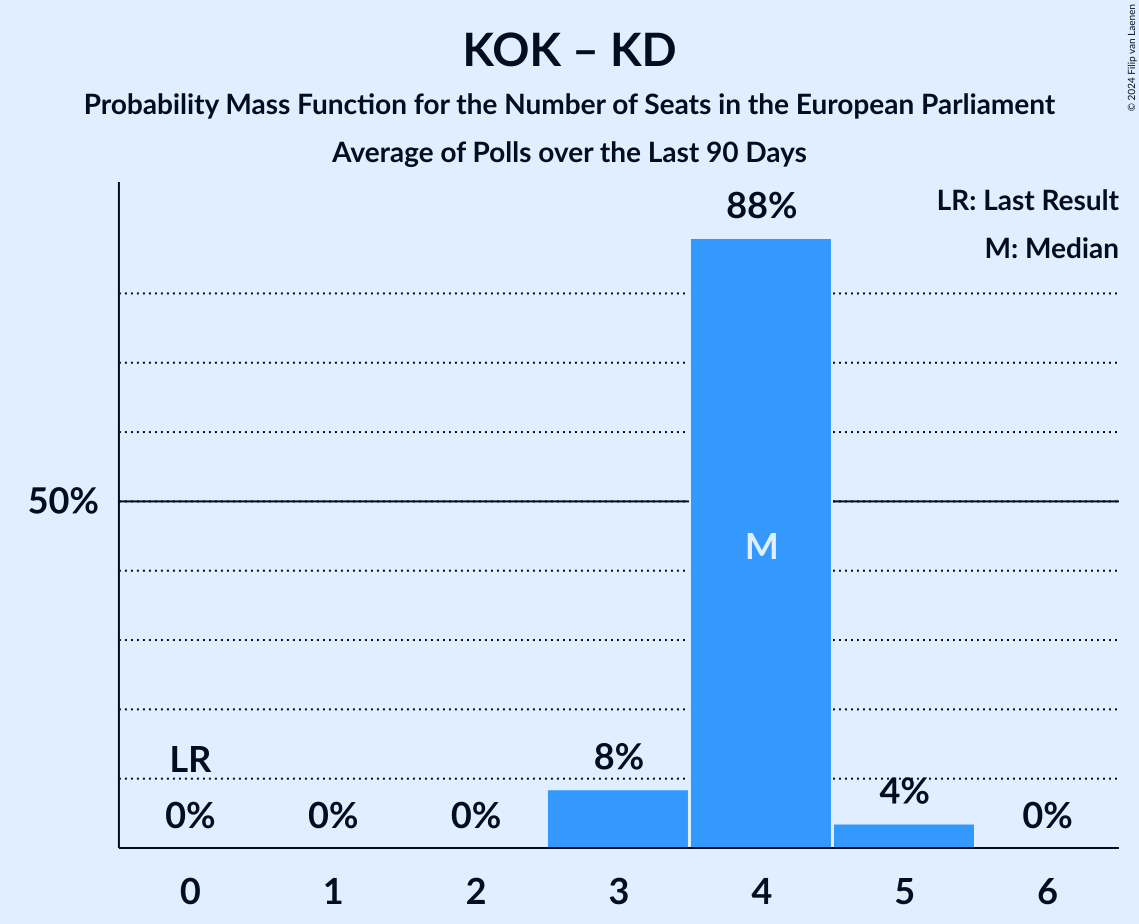 KOK – KD
Probability Mass Function for the Number of Seats in the European Parliament
Average of Polls over the Last 90 Days
© 2024 Filip van Laenen
LR: Last Result
M: Median
88%
50%
M
LR
0%
0%
0%
8%
4%
0%
0
1
2
3
4
5
6